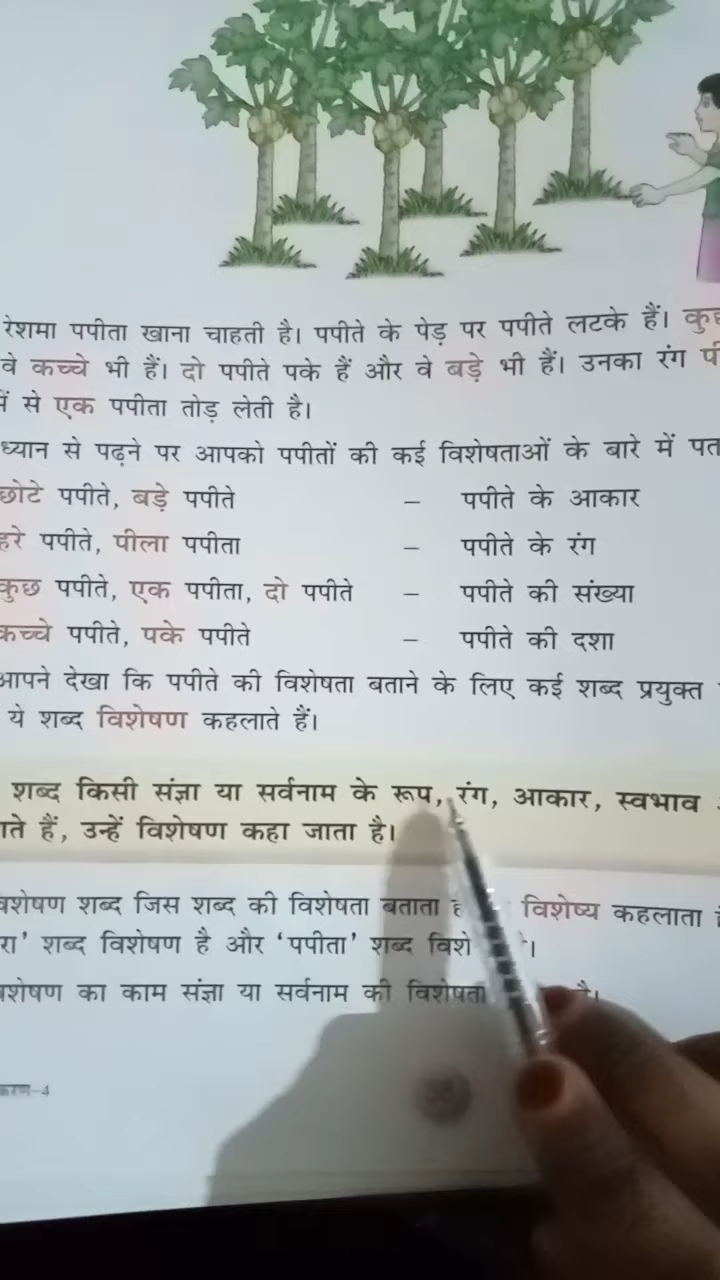 रेशमा पपीता खाना चाहती है। पपीते के पेड़ पर पपीते लटके हैं।
वे कच्चे भी हैं। दो पपीते पके हैं और वे बड़े भी हैं। उनका रंग
से एक पपीता तोड़ लेती है।
ध्यान से पढ़ने पर आपको पपीतों की कई विशेषताओं के बारे में
छोटे पपीते, बड़े पपीते – पपीते के आकार
हरे पपीते, पीला पपीता – पपीते के रंग
कुछ पपीते, एक पपीता, दो पपीते – पपीते की संख्या
कच्चे पपीते, पके पपीते – पपीते की दशा
आपने देखा कि पपीते की विशेषता बताने के लिए कई शब्द प्रयुक्त
ये शब्द विशेषण कहलाते हैं।
शब्द किसी संज्ञा या सर्वनाम के रूप, रंग, आकार, स्वभाव
हैं, उन्हें विशेषण कहा जाता है।
शब्द जिस शब्द की विशेषता बताता विशेष्य कहलाता
शब्द विशेषण है और ‘पपीता’ शब्द
का काम संज्ञा या सर्वनाम की विशेषता है।